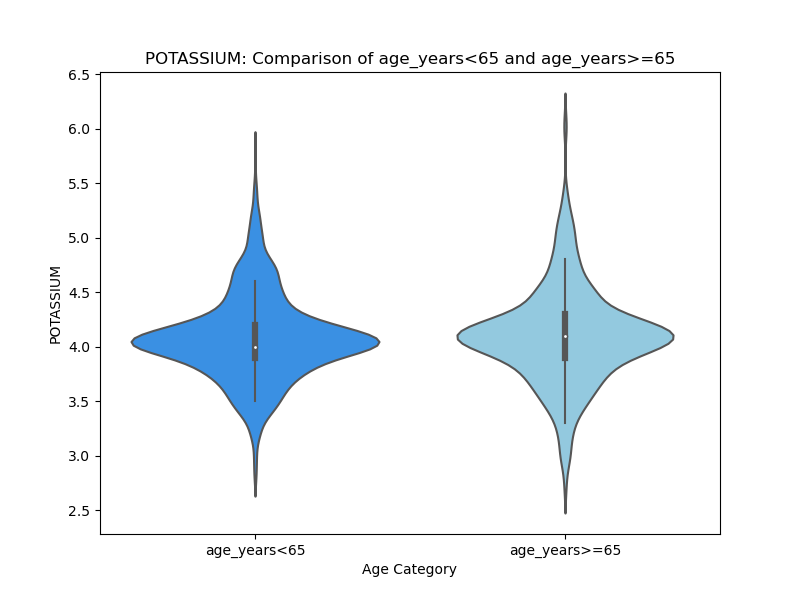 POTASSIUM: Comparison of age_years<65 and age_years>=65
6.5
6.0
5.5
5.0
4.5
4.0
3.5
3.0
2.5
POTASSIUM
age_years<65
age_years>=65
Age Category